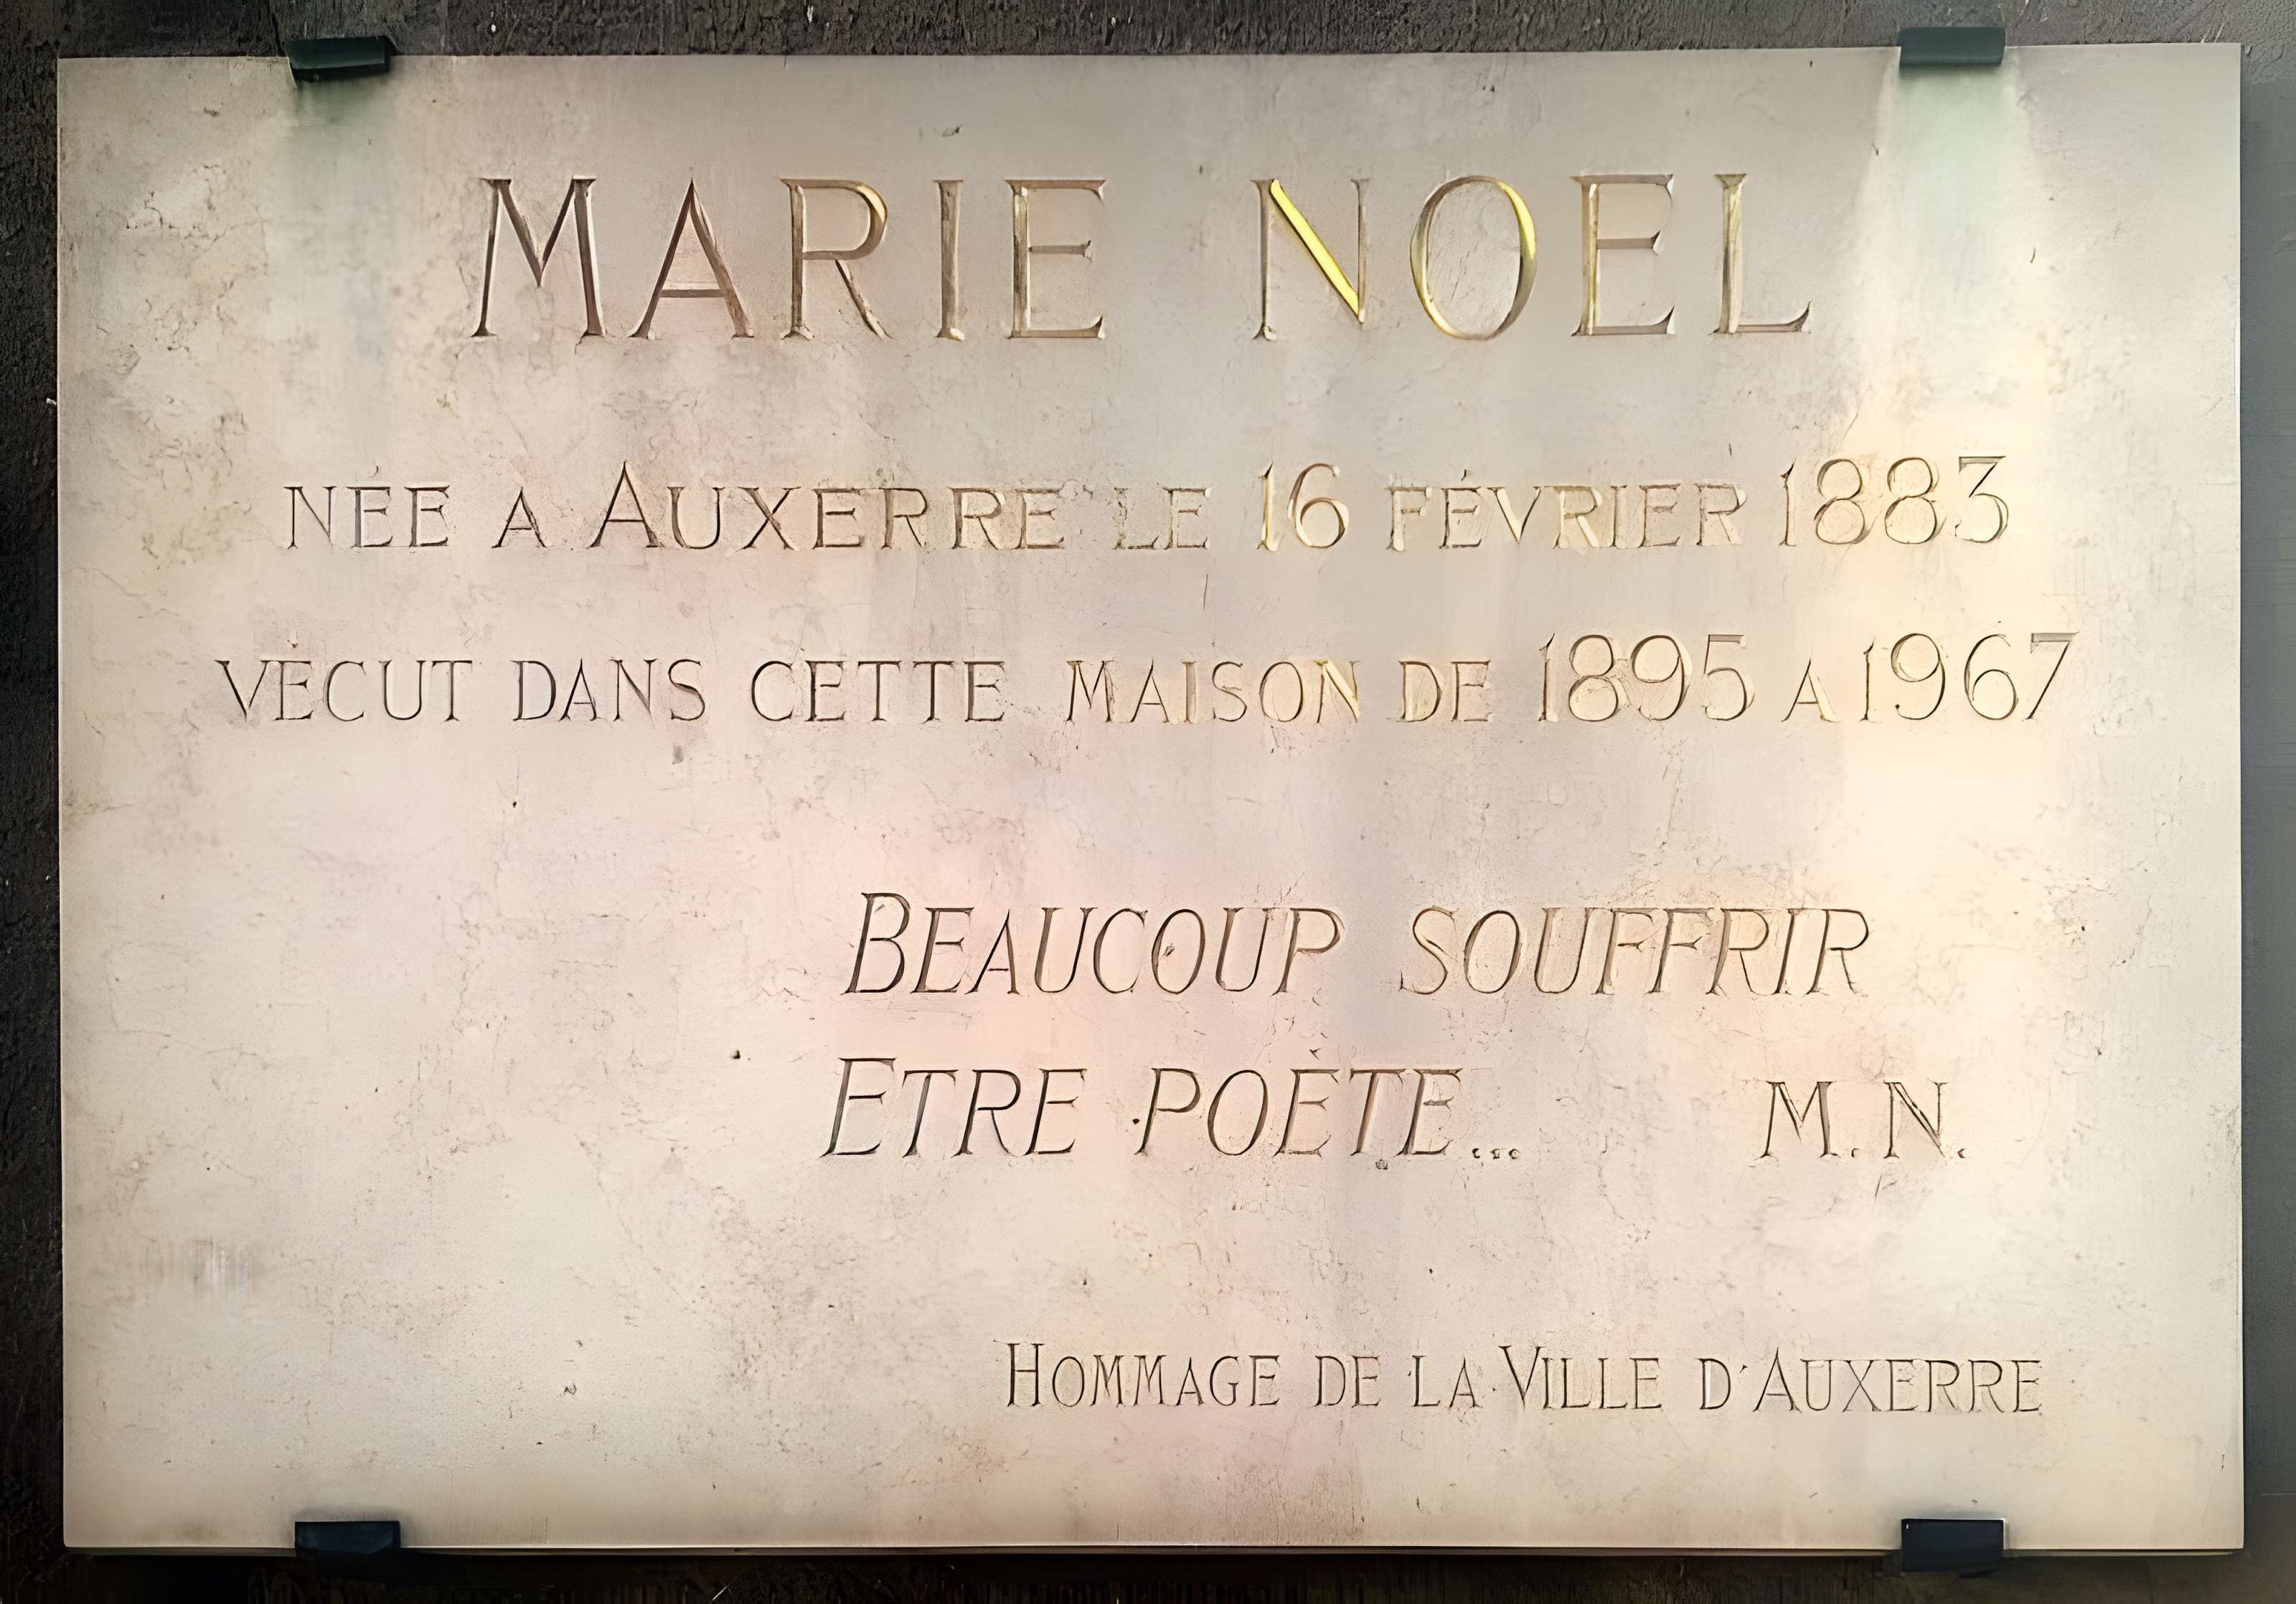 MARIE NOEL
NÉE A AUXERRE LE 16 FÉVRIER 1883
VÉCUT DANS CETTE MAISON DE 1895 A 1967
BEAUCOUP SOUFFRIR
ETRE POÈTE... M. N.
HOMMAGE DE LA VILLE D'AUXERRE